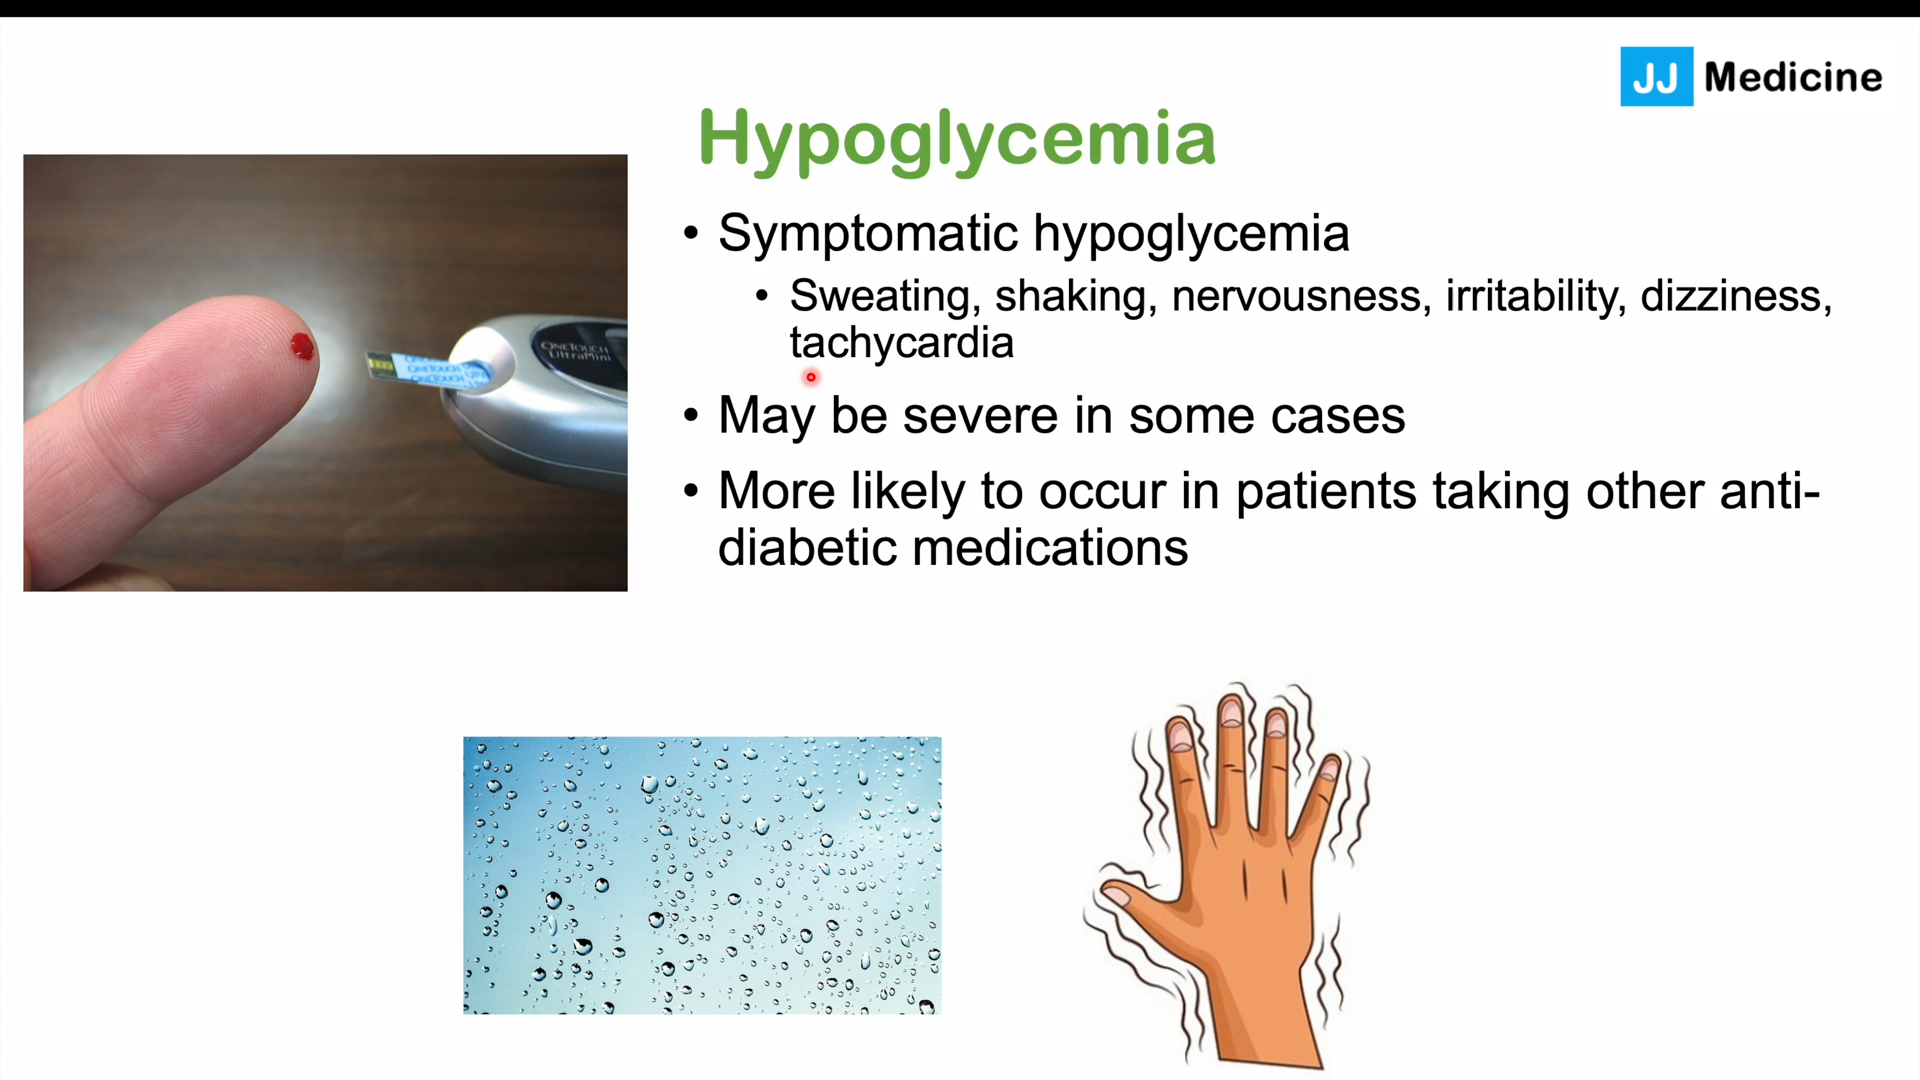 JJ Medicine
Hypoglycemia
• Symptomatic hypoglycemia
• Sweating, shaking, nervousness, irritability, dizziness,
tachycardia
• May be severe in some cases
• More likely to occur in patients taking other anti-
diabetic medications
ONETOUCH
UltraMini
ONETOUCH